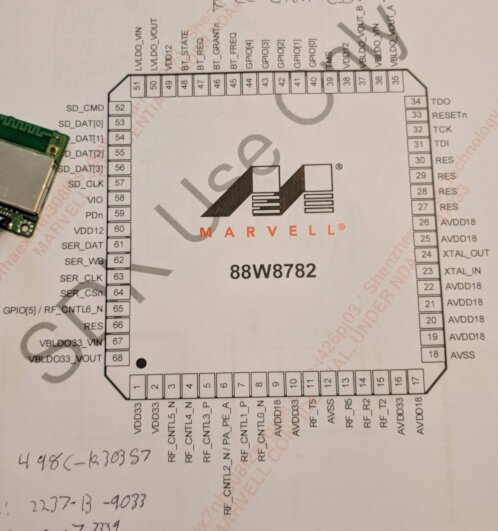 51 LVLDO_VIN
50 LVLDO_VOUT
49 VDD12
48 BT_STATE
47 BT_REQ
46 BT_GRANTn
45 BT_FREQ
44 GPIO[4]
43 GPIO[3]
42 GPIO[2]
41 GPIO[1]
40 GPIO[0]
39 TMS
38 VDD12
37 VBLDO_VOUT_B
36 VBLDO_VIN
35 VBLDO_VOUT_A
SD_CMD 52
SD_DAT[0] 53
D_DAT[1] 54
D_DAT[2] 55
SD_DAT[3] 56
SD_CLK 57
VIO 58
PDn 59
VDD12 60
SER_DAT 61
SER_WB 62
SER_CLK 63
SER_CSn 64
GPIO[5] / RF_CNTL6_N 65
RES 66
VBLDO33_VIN 67
VBLDO33_VOUT 68
34 TDO
33 RESETn
32 TCK
31 TDI
30 RES
29 RES
28 RES
27 RES
26 AVDD18
25 AVDD18
24 XTAL_OUT
23 XTAL_IN
22 AVDD18
21 AVDD18
20 AVDD18
19 AVDD18
18 AVSS
MARVELL®
88W8782
SDK Use Only
1 VDD33
2 VDD33
3 RF_CNTL5_N
4 RF_CNTL4_N
5 RF_CNTL3_P
6 RF_CNTL2_N / PA_PE_A
7 RF_CNTL1_P
8 RF_CNTL0_N
9 AVDD18
10 AVDD33
11 RF_T5
12 AVSS
13 RF_R5
14 RF_R2
15 RF_T2
16 AVDD33
17 AVDD18
2237-B-9033